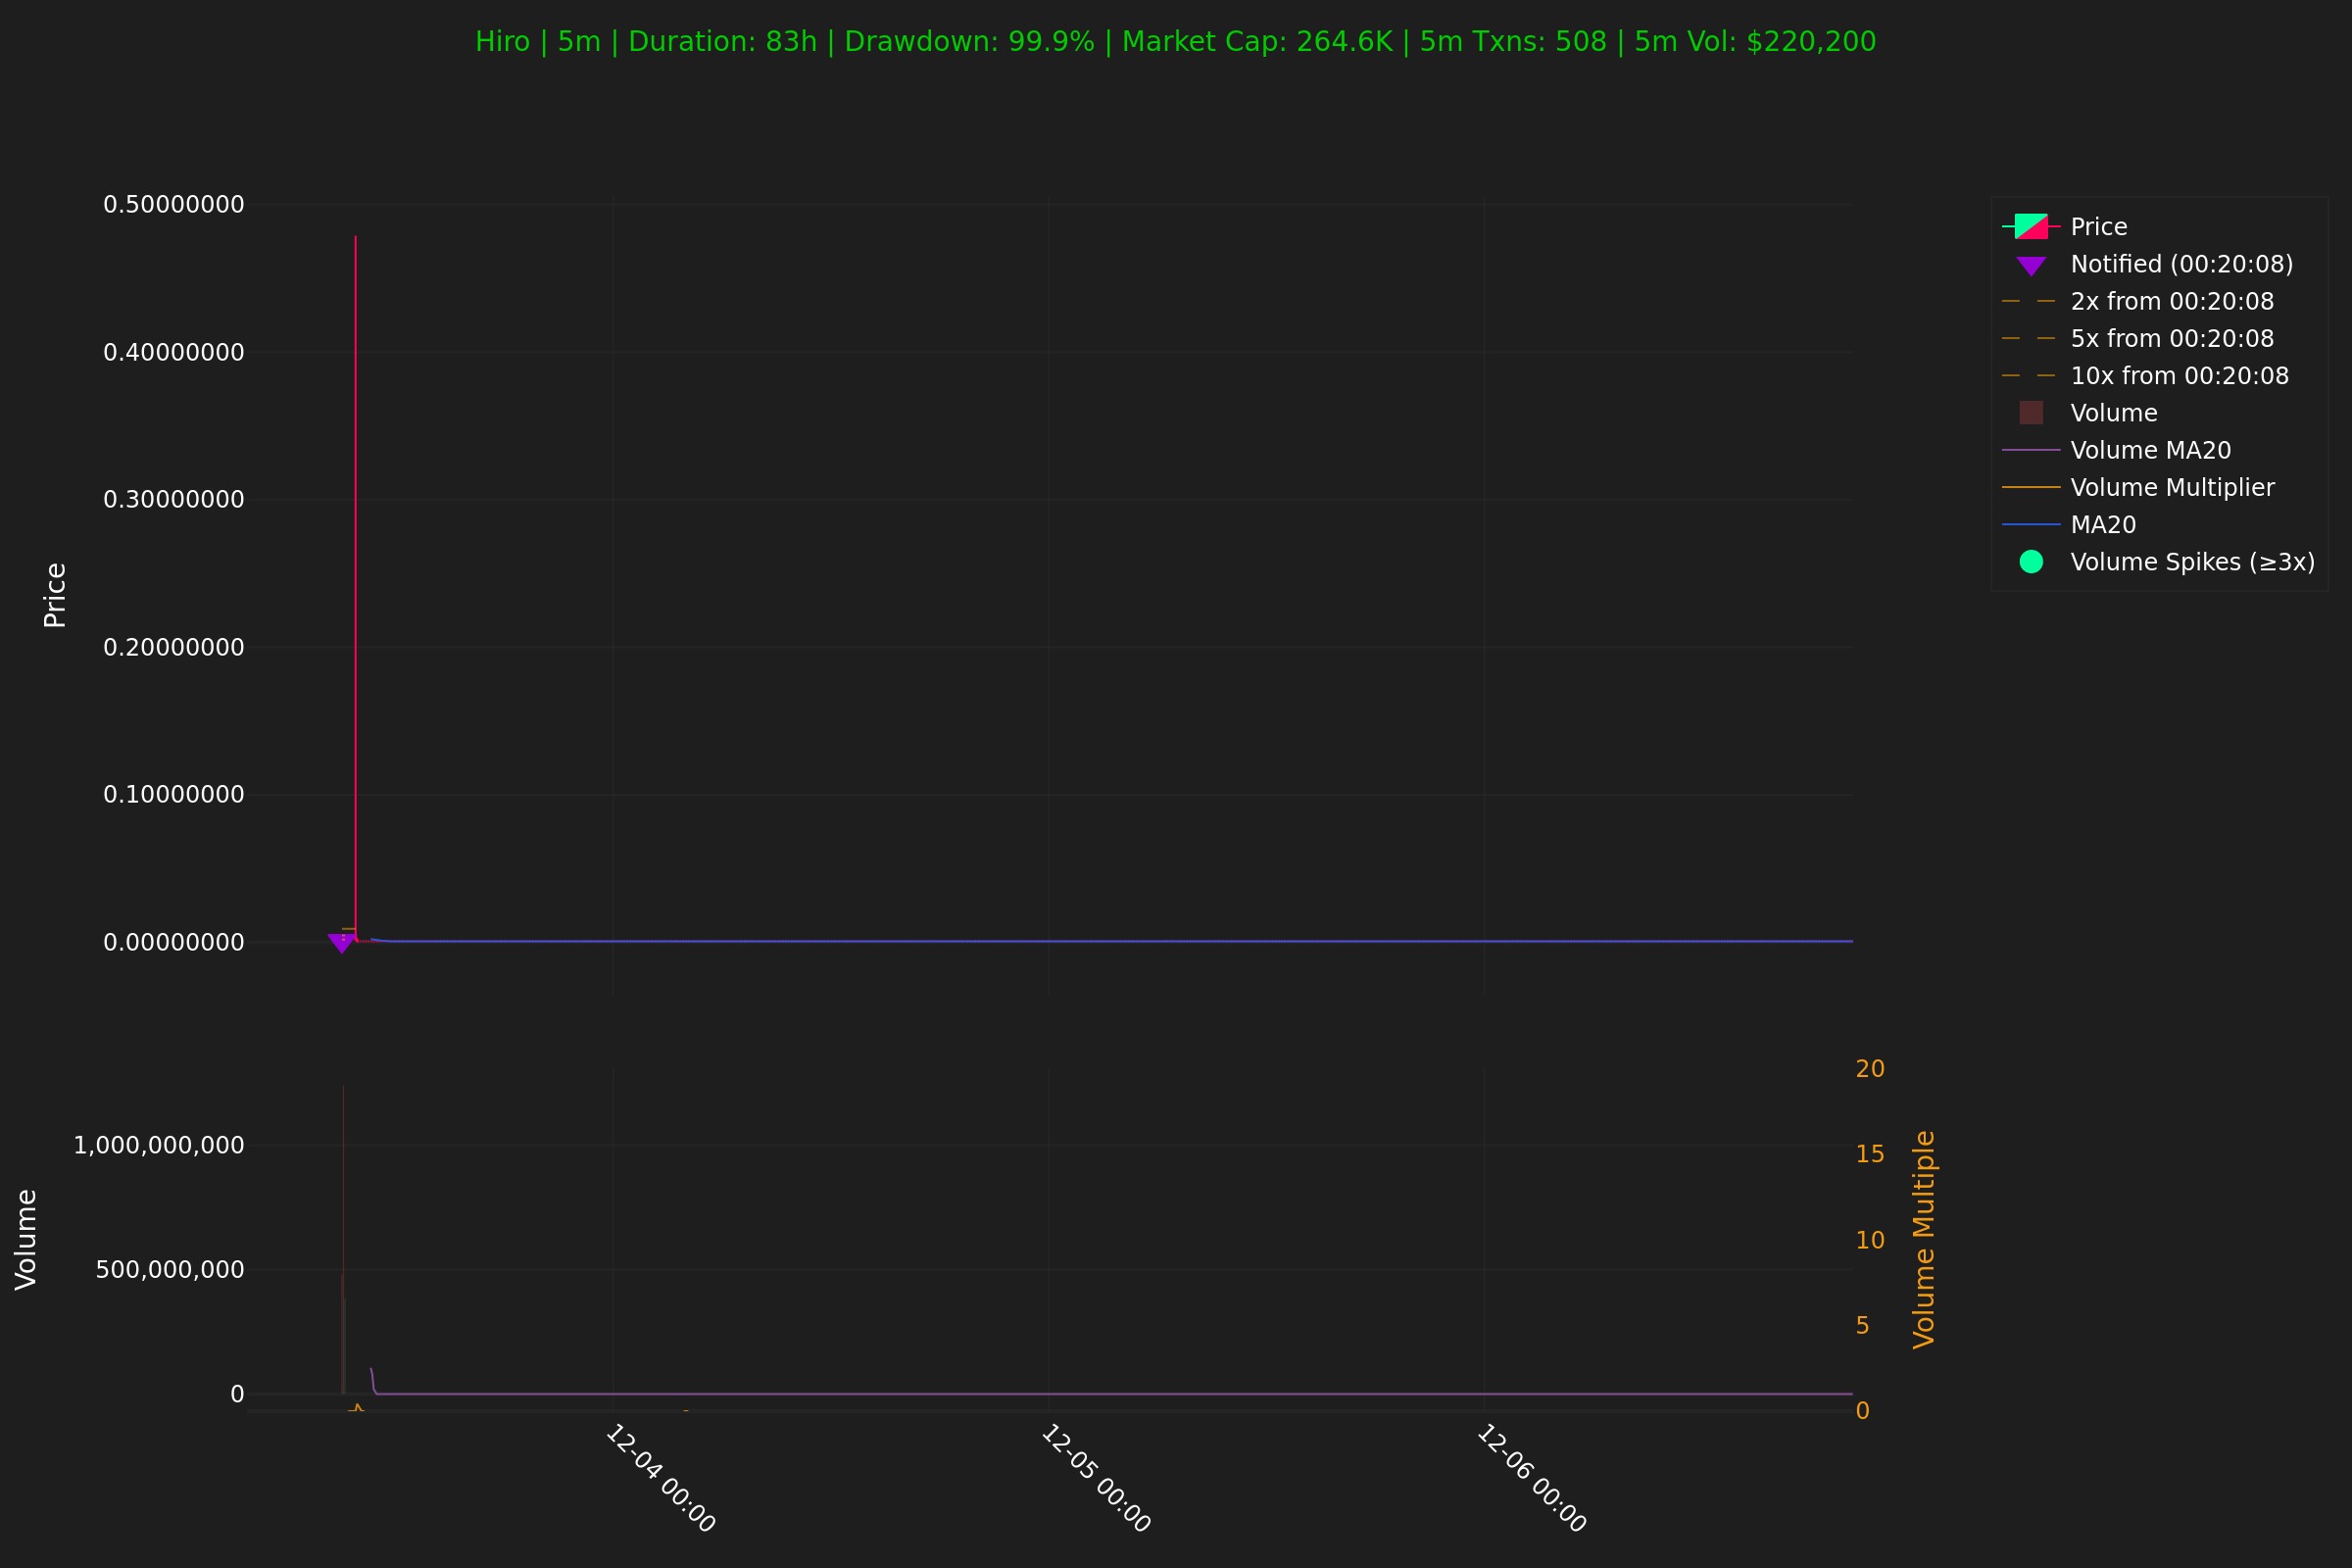 Hiro | 5m | Duration: 83h | Drawdown: 99.9% | Market Cap: 264.6K | 5m Txns: 508 | 5m Vol: $220,200
Price
0.50000000
0.40000000
0.30000000
0.20000000
0.10000000
0.00000000
Price
Notified (00:20:08)
2x from 00:20:08
5x from 00:20:08
10x from 00:20:08
Volume
Volume MA20
Volume Multiplier
MA20
Volume Spikes (≥3x)
Volume
1,000,000,000
500,000,000
0
20
15
10
5
0
Volume Multiple
12-04 00:00
12-05 00:00
12-06 00:00